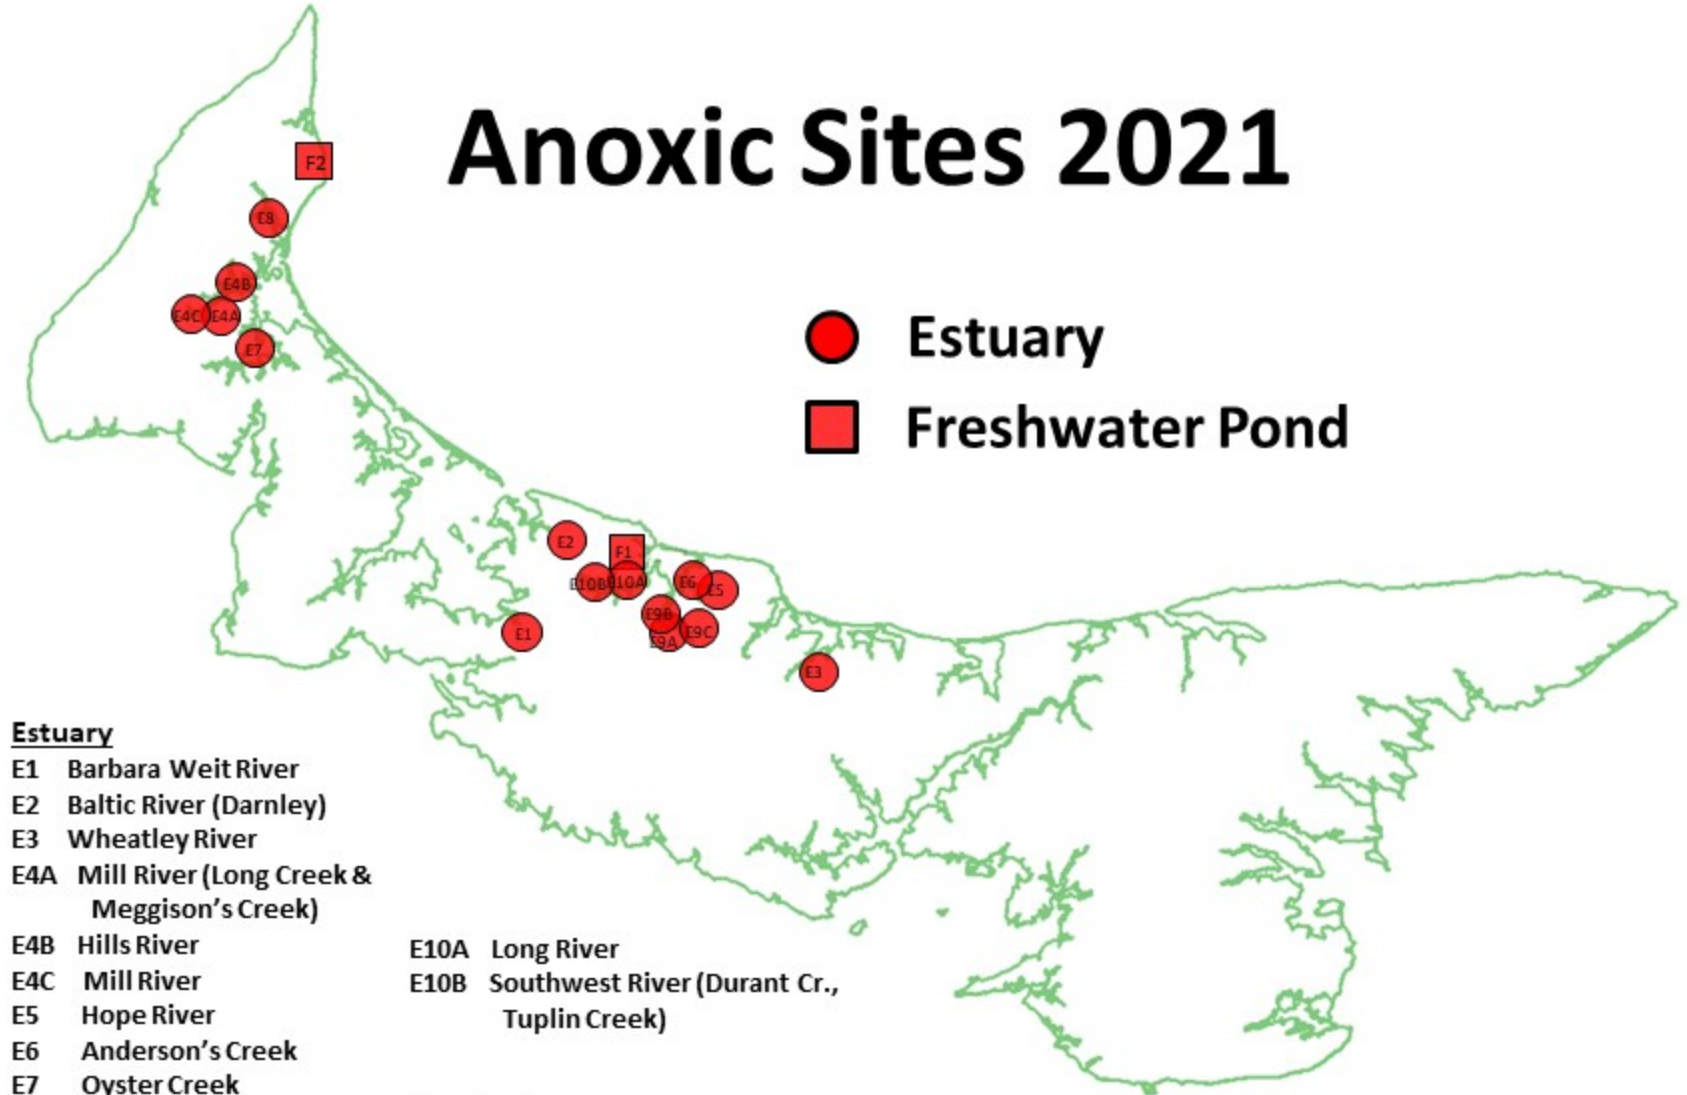 Anoxic Sites 2021
F2
E8
E4B
E4C
E4A
E7
Estuary
Freshwater Pond
E2
F1
E10B
E10A
E6
E5
E9B
E9A
E9C
E1
E3
Estuary
E1 Barbara Weit River
E2 Baltic River (Darnley)
E3 Wheatley River
E4A Mill River (Long Creek &
Meggison's Creek)
E4B Hills River
E4C Mill River
E5 Hope River
E6 Anderson's Creek
E7 Oyster Creek
E10A Long River
E10B Southwest River (Durant Cr.,
Tuplin Creek)